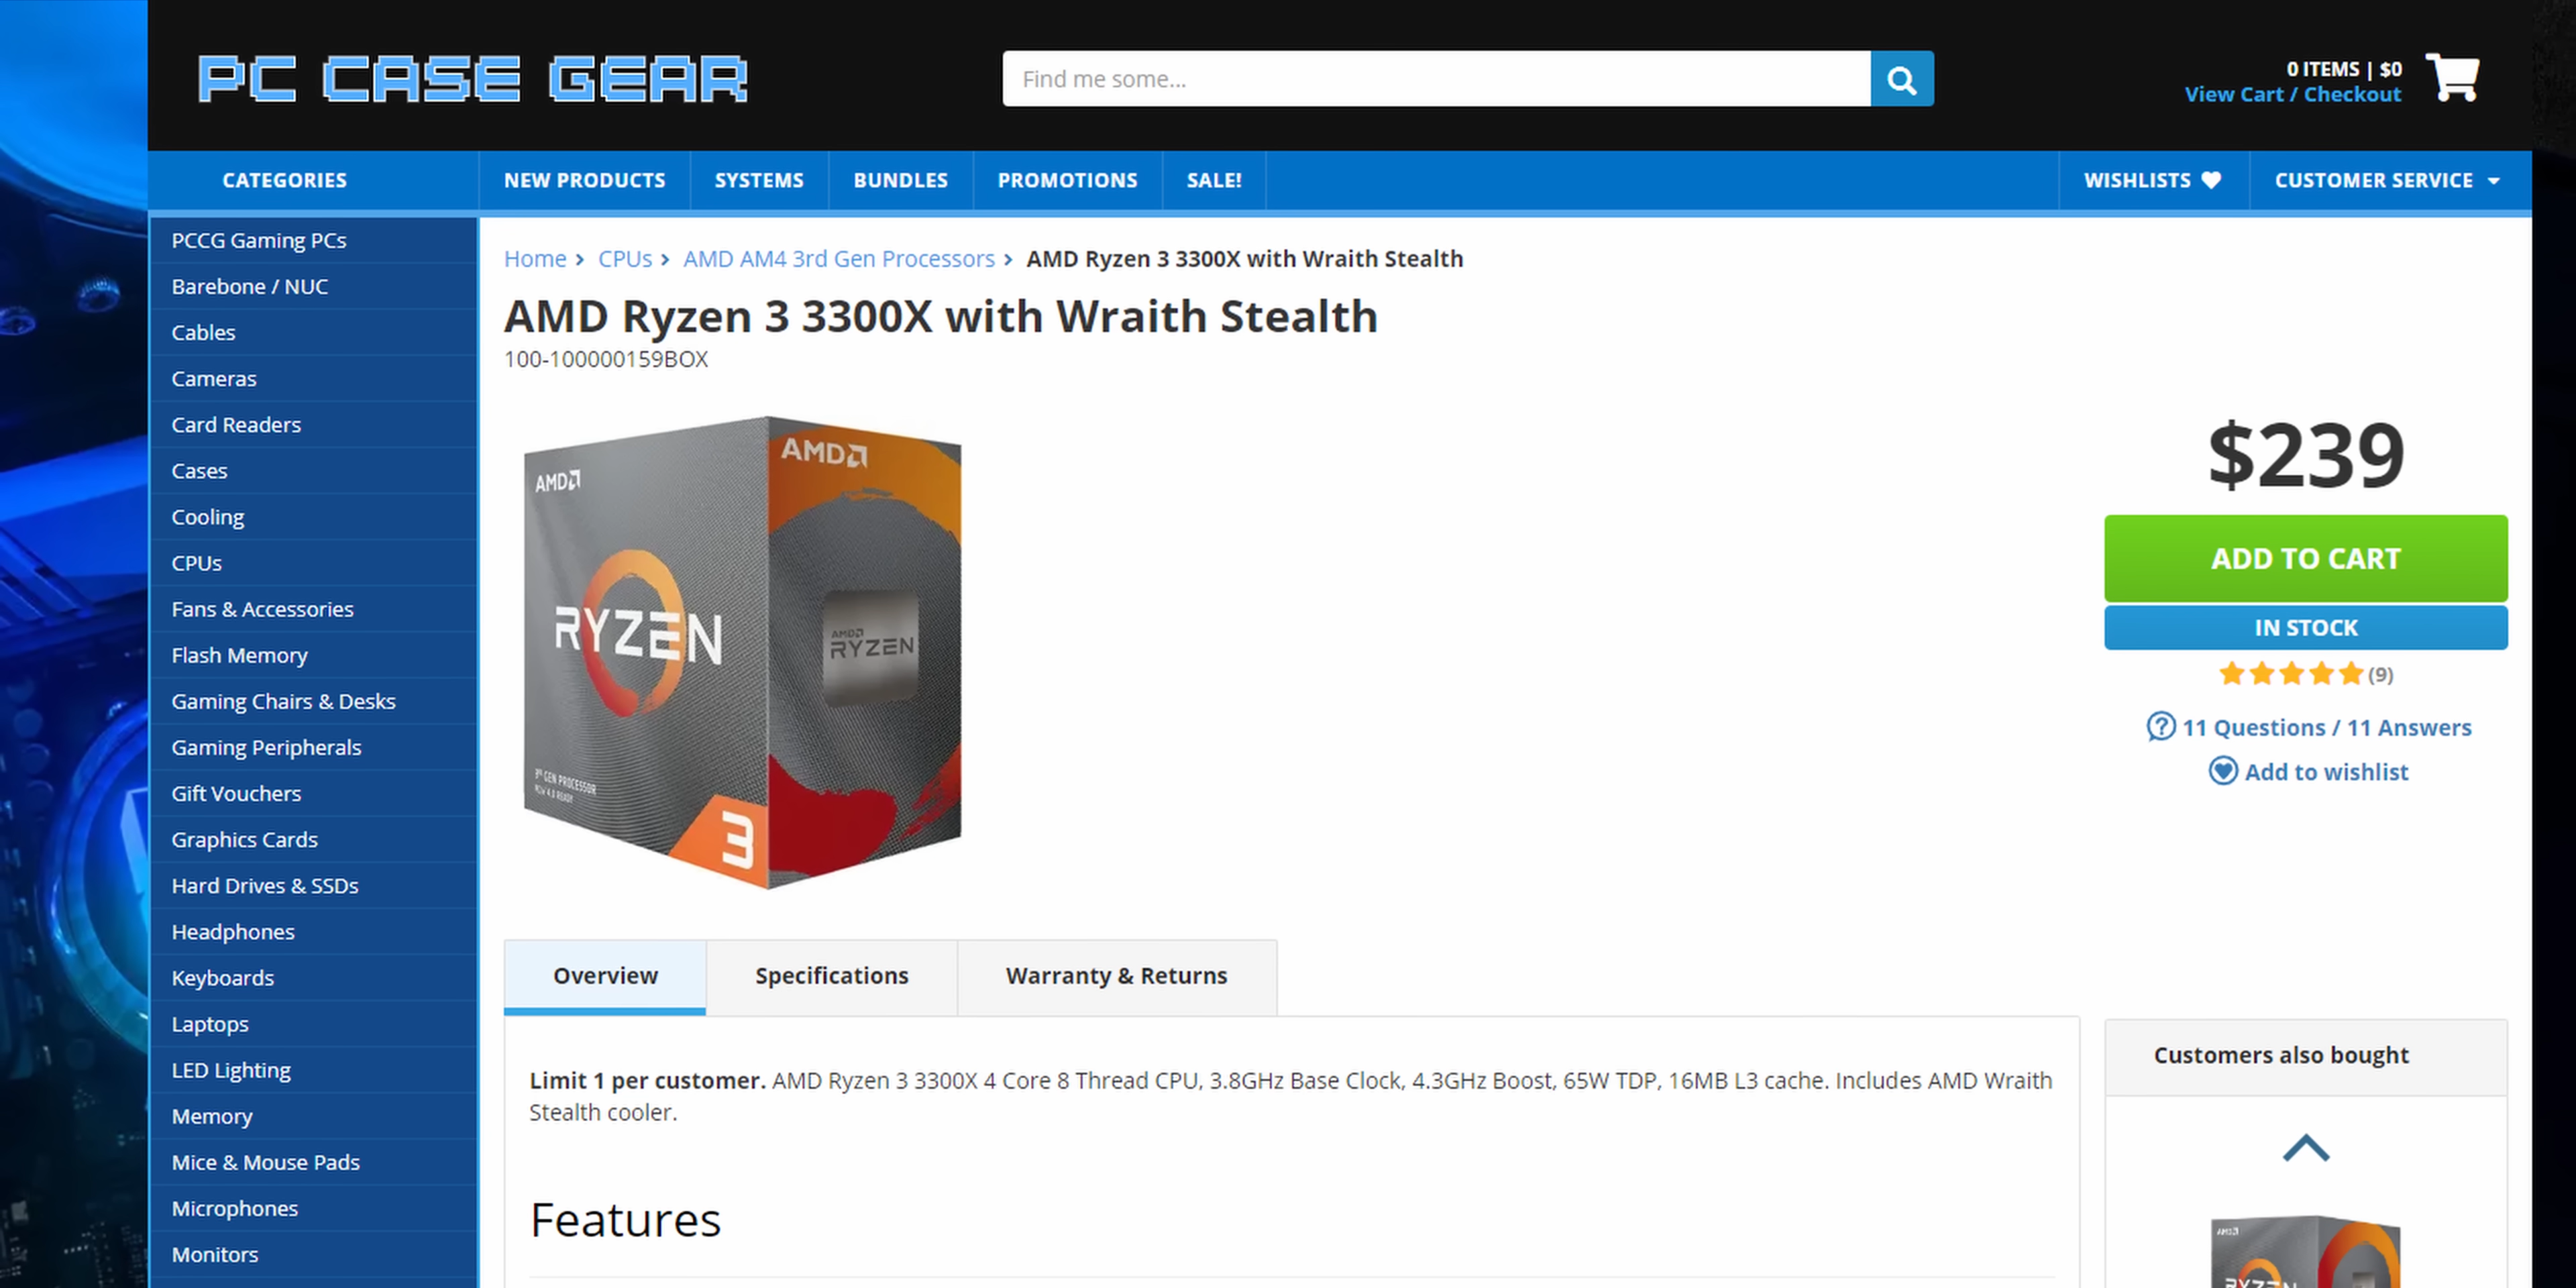 PC CASE GEAR
Find me some...
0 ITEMS | $0
View Cart / Checkout
CATEGORIES
NEW PRODUCTS
SYSTEMS
BUNDLES
PROMOTIONS
SALE!
WISHLISTS
CUSTOMER SERVICE
PCCG Gaming PCs
Barebone / NUC
Cables
Cameras
Card Readers
Cases
Cooling
CPUs
Fans & Accessories
Flash Memory
Gaming Chairs & Desks
Gaming Peripherals
Gift Vouchers
Graphics Cards
Hard Drives & SSDs
Headphones
Keyboards
Laptops
LED Lighting
Memory
Mice & Mouse Pads
Microphones
Monitors
Home > CPUs > AMD AM4 3rd Gen Processors > AMD Ryzen 3 3300X with Wraith Stealth
AMD Ryzen 3 3300X with Wraith Stealth
100-100000159BOX
AMD
RYZEN
3
AMD
AMD
RYZEN
3
$239
ADD TO CART
IN STOCK
(9)
11 Questions / 11 Answers
Add to wishlist
Overview
Specifications
Warranty & Returns
Limit 1 per customer. AMD Ryzen 3 3300X 4 Core 8 Thread CPU, 3.8GHz Base Clock, 4.3GHz Boost, 65W TDP, 16MB L3 cache. Includes AMD Wraith
Stealth cooler.
Features
Customers also bought
AMD
RYZEN